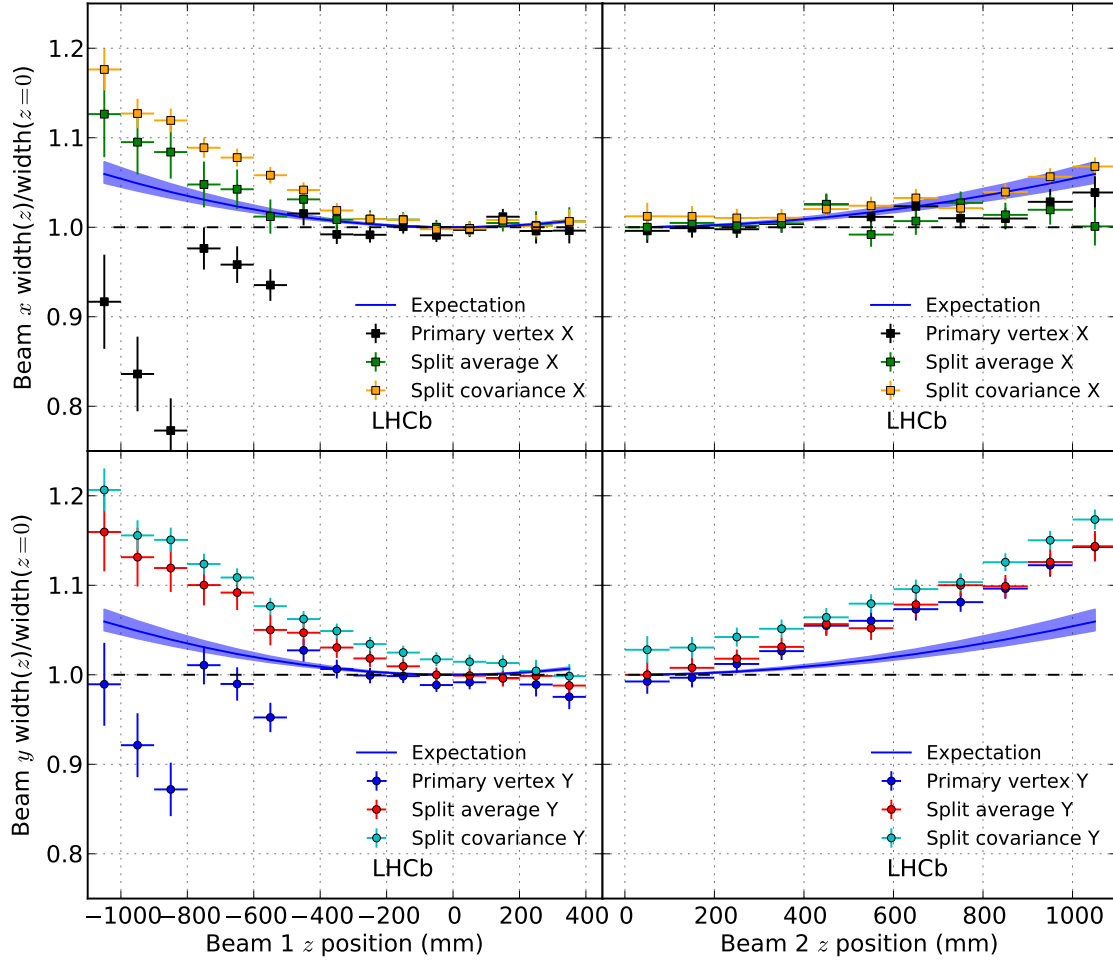 Beam x width(z)/width(z=0)
1.2
1.1
1.0
0.9
0.8
Expectation
Primary vertex X
Split average X
Split covariance X
LHCb
Expectation
Primary vertex X
Split average X
Split covariance X
LHCb
Beam y width(z)/width(z=0)
1.2
1.1
1.0
0.9
0.8
Expectation
Primary vertex Y
Split average Y
Split covariance Y
LHCb
Expectation
Primary vertex Y
Split average Y
Split covariance Y
LHCb
−1000 −800 −600 −400 −200 0 200 400
0 200 400 600 800 1000
Beam 1 z position (mm)
Beam 2 z position (mm)